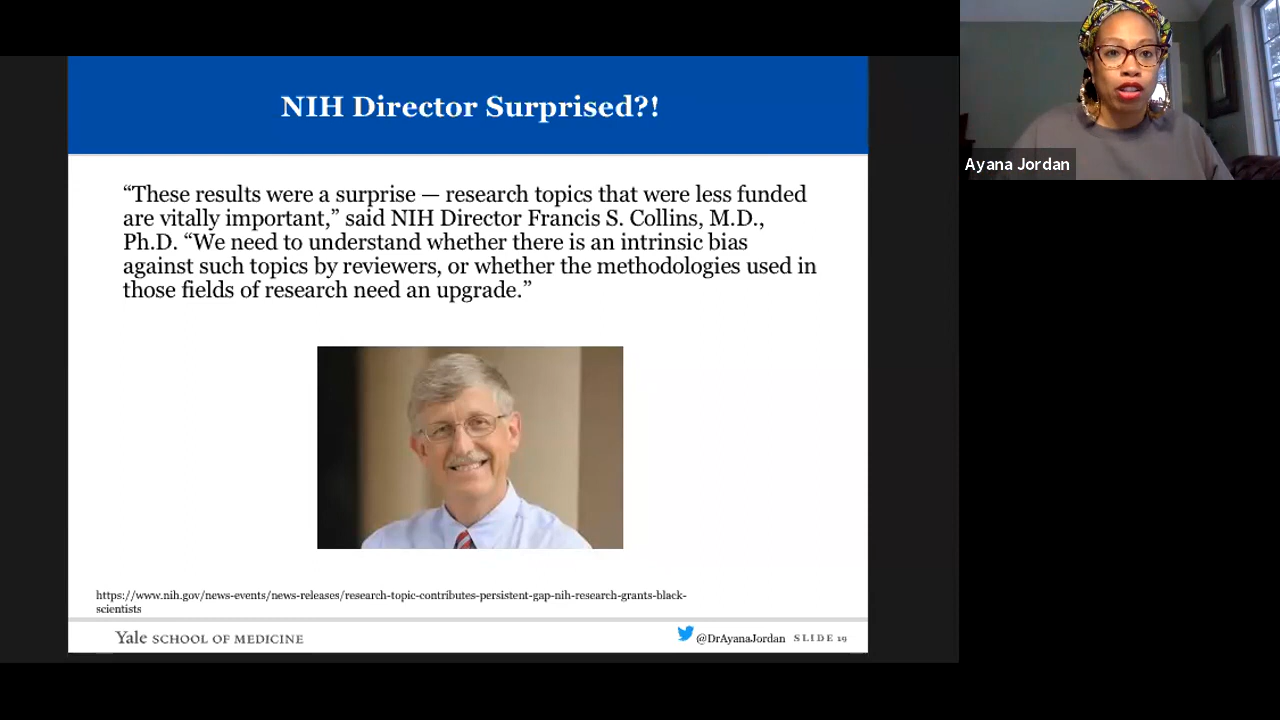 NIH Director Surprised?!
“These results were a surprise — research topics that were less funded
are vitally important,” said NIH Director Francis S. Collins, M.D.,
Ph.D. “We need to understand whether there is an intrinsic bias
against such topics by reviewers, or whether the methodologies used in
those fields of research need an upgrade.”
https://www.nih.gov/news-events/news-releases/research-topic-contributes-persistent-gap-nih-research-grants-black-
scientists
Yale SCHOOL OF MEDICINE
@DrAyanaJordan SLIDE 19
Ayana Jordan